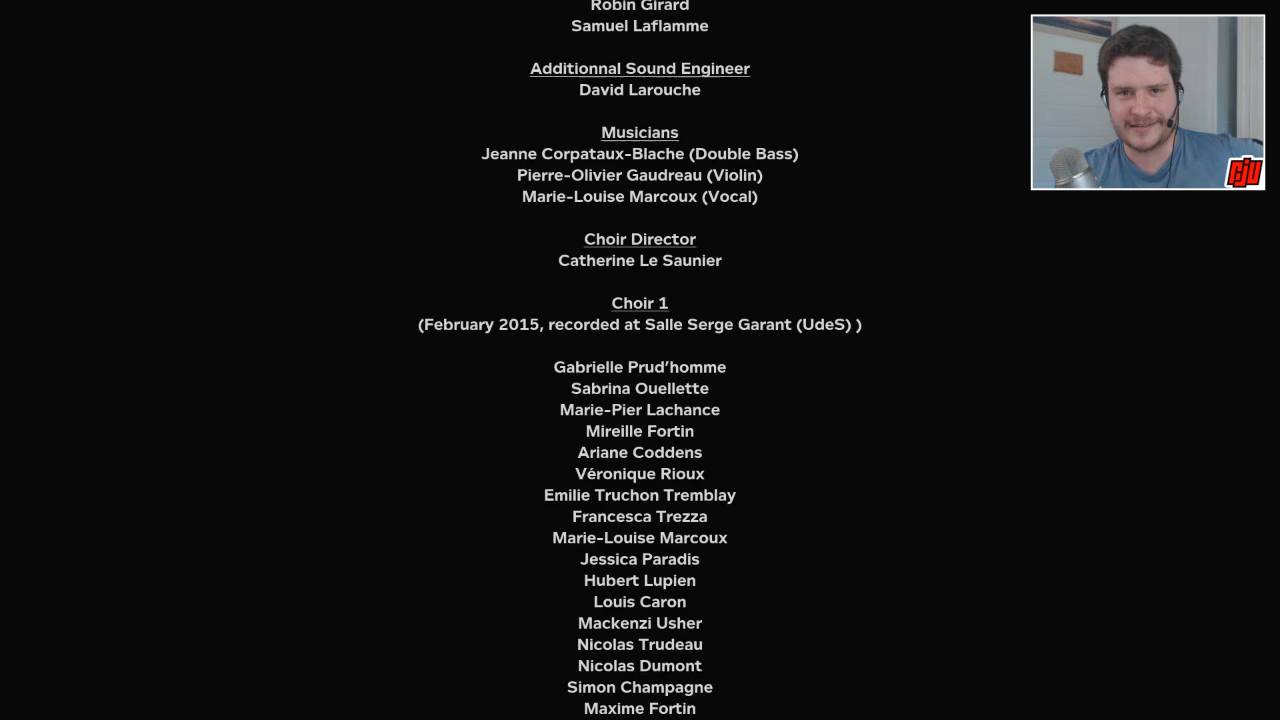 Robin Girard
Samuel Laflamme
Additionnal Sound Engineer
David Larouche
Musicians
Jeanne Corpataux-Blache (Double Bass)
Pierre-Olivier Gaudreau (Violin)
Marie-Louise Marcoux (Vocal)
Choir Director
Catherine Le Saunier
Choir 1
(February 2015, recorded at Salle Serge Garant (UdeS) )
Gabrielle Prud’homme
Sabrina Ouellette
Marie-Pier Lachance
Mireille Fortin
Ariane Coddens
Véronique Rioux
Emilie Truchon Tremblay
Francesca Trezza
Marie-Louise Marcoux
Jessica Paradis
Hubert Lupien
Louis Caron
Mackenzi Usher
Nicolas Trudeau
Nicolas Dumont
Simon Champagne
Maxime Fortin